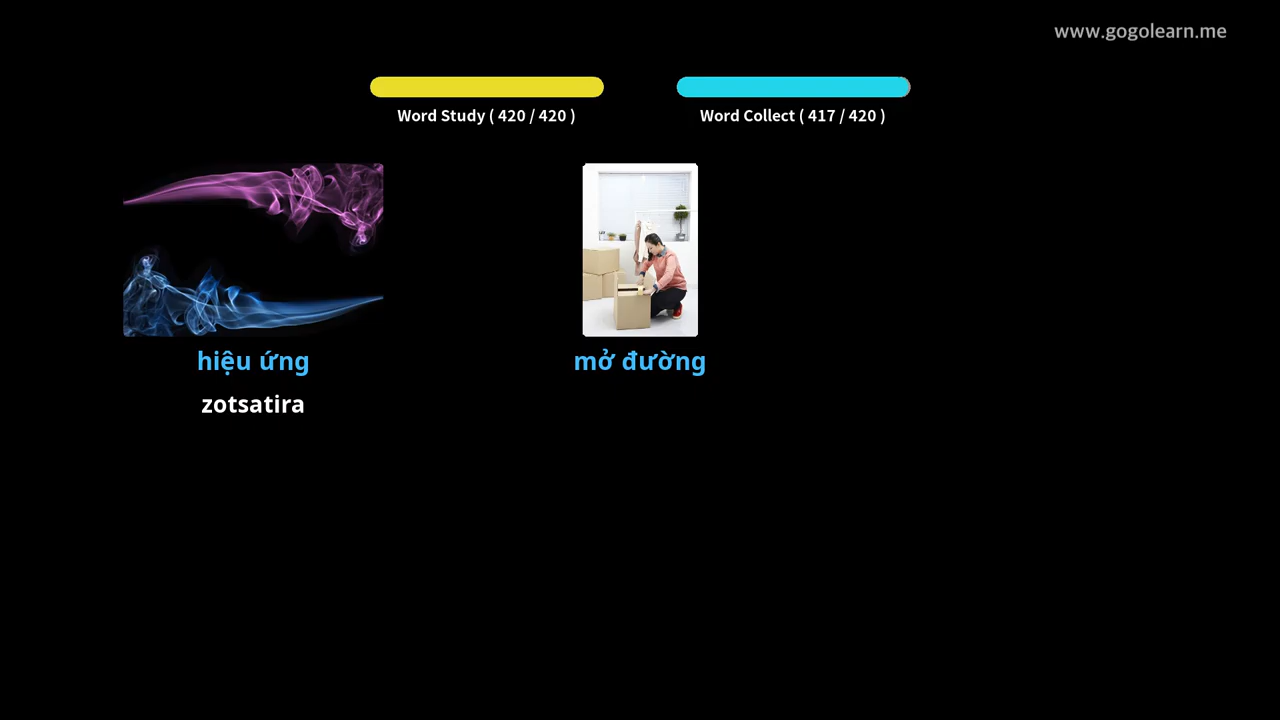 www.gogolearn.me
Word Study ( 420 / 420 )
Word Collect ( 417 / 420 )
hiệu ứng
mở đường
zotsatira